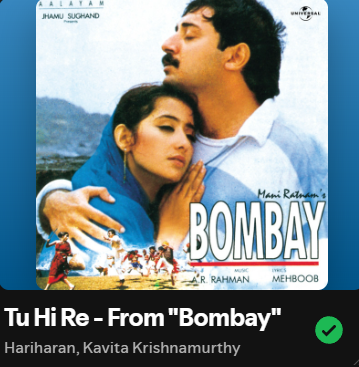 AALAYAM
JHAMU SUGHAND
Presents
UNIVERSAL
Mani Ratnam's
BOMBAY
MUSIC
A.R. RAHMAN
LYRICS
MEHBOOB
Tu Hi Re - From "Bombay"
Hariharan, Kavita Krishnamurthy